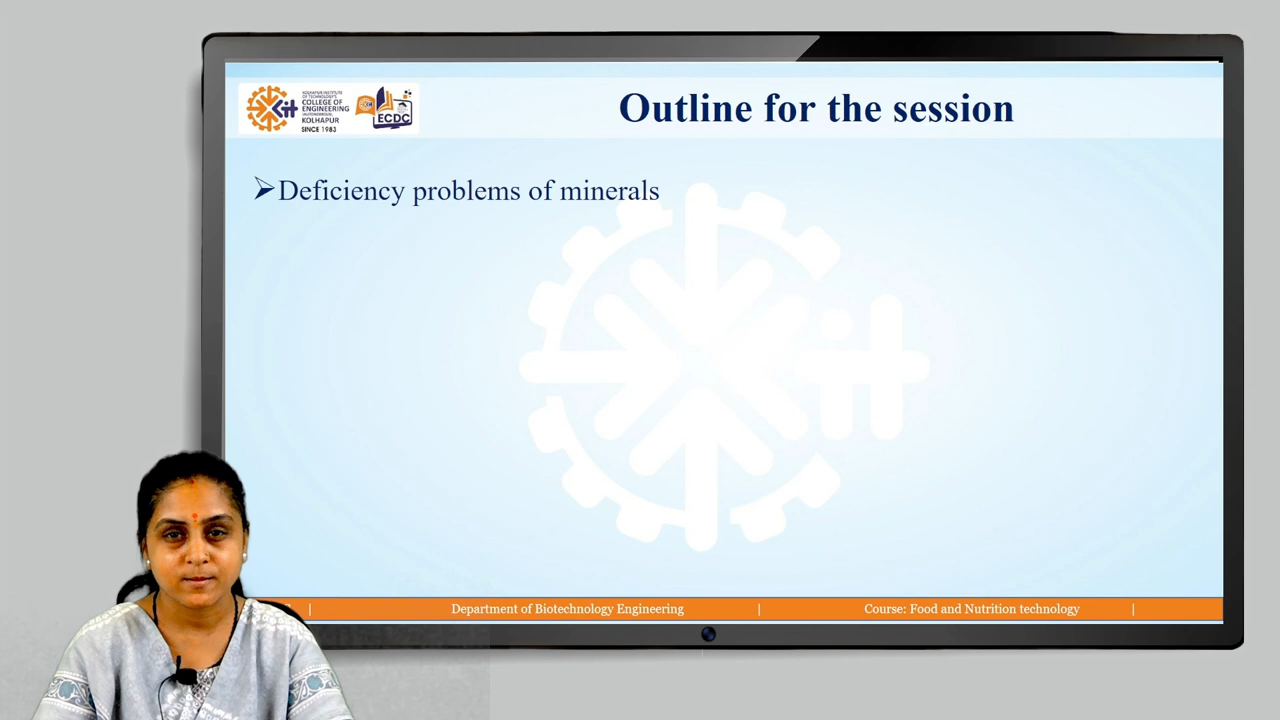 KOLHAPUR INSTITUTE
OF TECHNOLOGY'S
COLLEGE OF
ENGINEERING
(AUTONOMOUS),
KOLHAPUR
SINCE 1983
ECDC
Outline for the session
➢Deficiency problems of minerals
Department of Biotechnology Engineering | Course: Food and Nutrition technology |